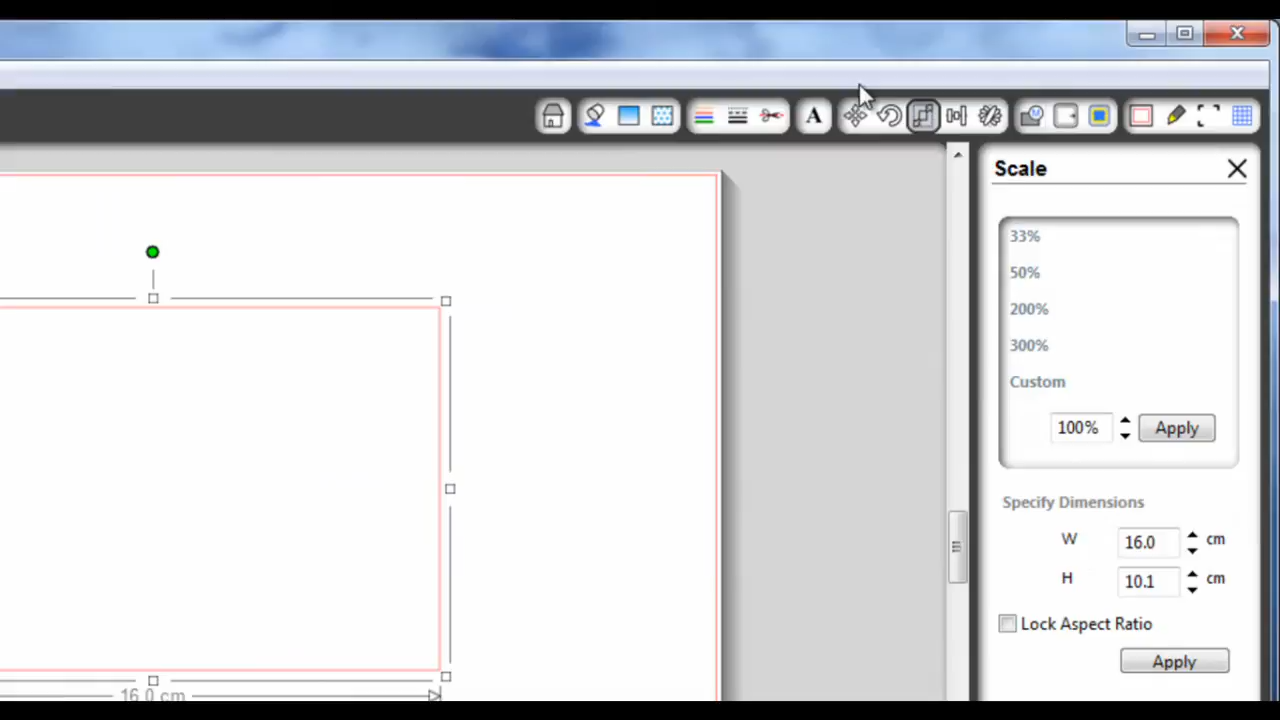 A
Scale
33%
50%
200%
300%
Custom
100% Apply
Specify Dimensions
W 16.0 cm
H 10.1 cm
Lock Aspect Ratio
Apply
16.0 cm